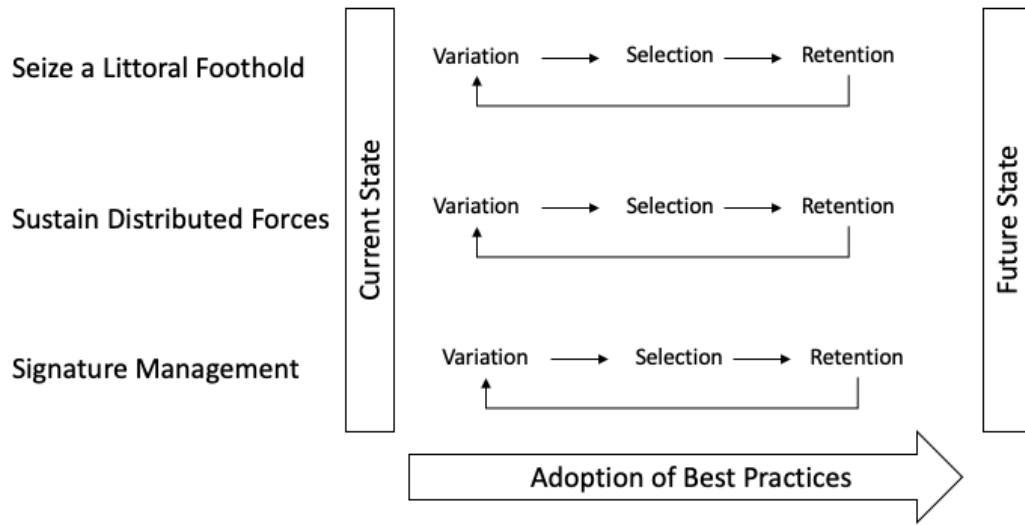 Seize a Littoral Foothold
Variation Selection Retention
Current State
Future State
Sustain Distributed Forces
Variation Selection Retention
Signature Management
Variation Selection Retention
Adoption of Best Practices